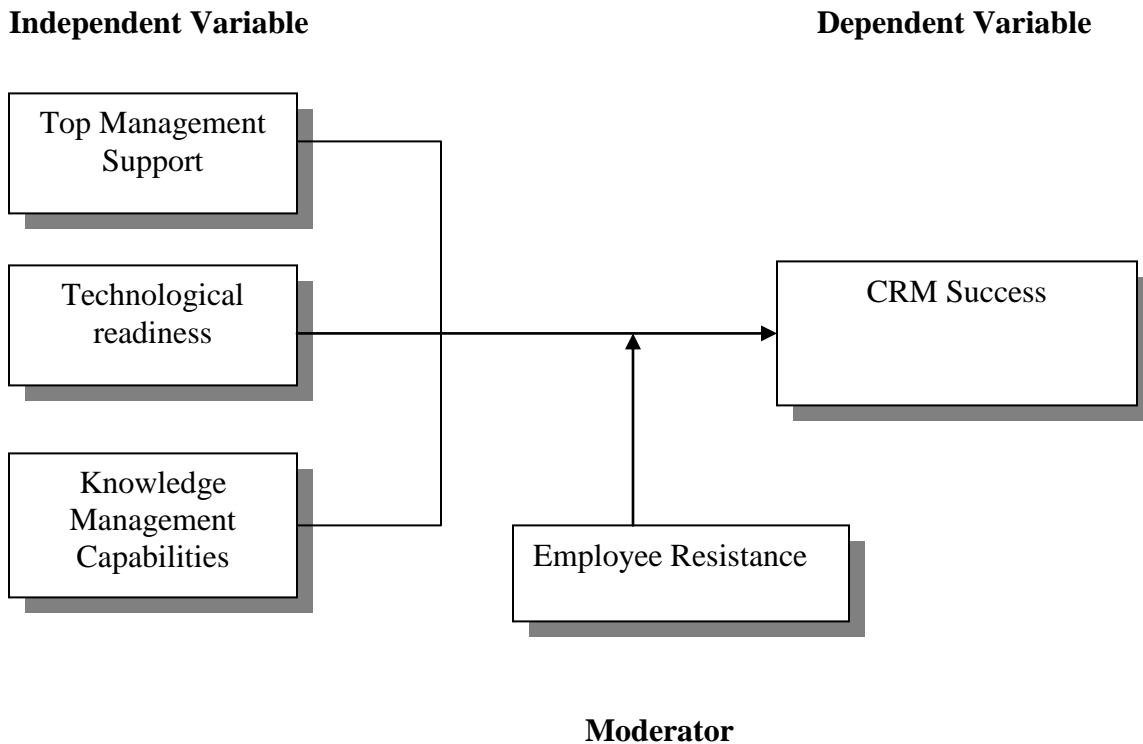 Independent Variable
Dependent Variable
Top Management
Support
Technological
readiness
CRM Success
Knowledge
Management
Capabilities
Employee Resistance
Moderator